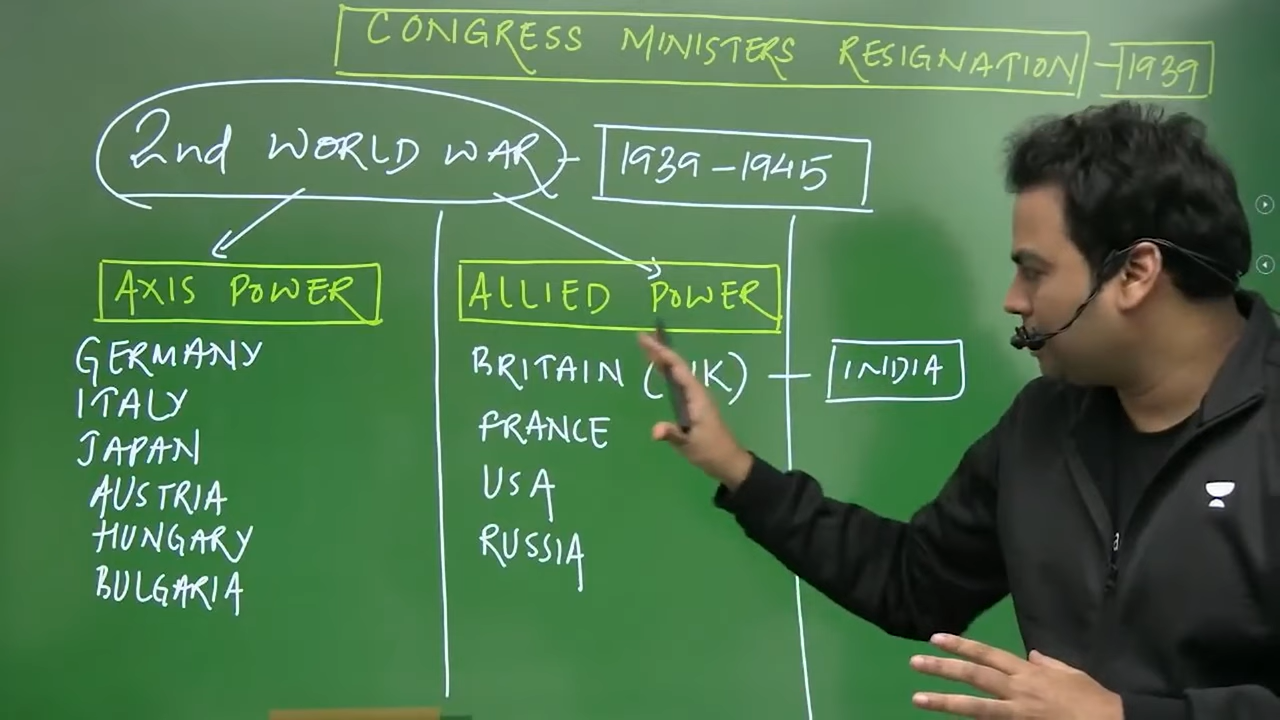 CONGRESS MINISTERS RESIGNATION - 1939
2nd WORLD WAR - 1939-1945
AXIS POWER
GERMANY
ITALY
JAPAN
AUSTRIA
HUNGARY
BULGARIA
ALLIED POWER
BRITAIN (UK) - INDIA
FRANCE
USA
RUSSIA